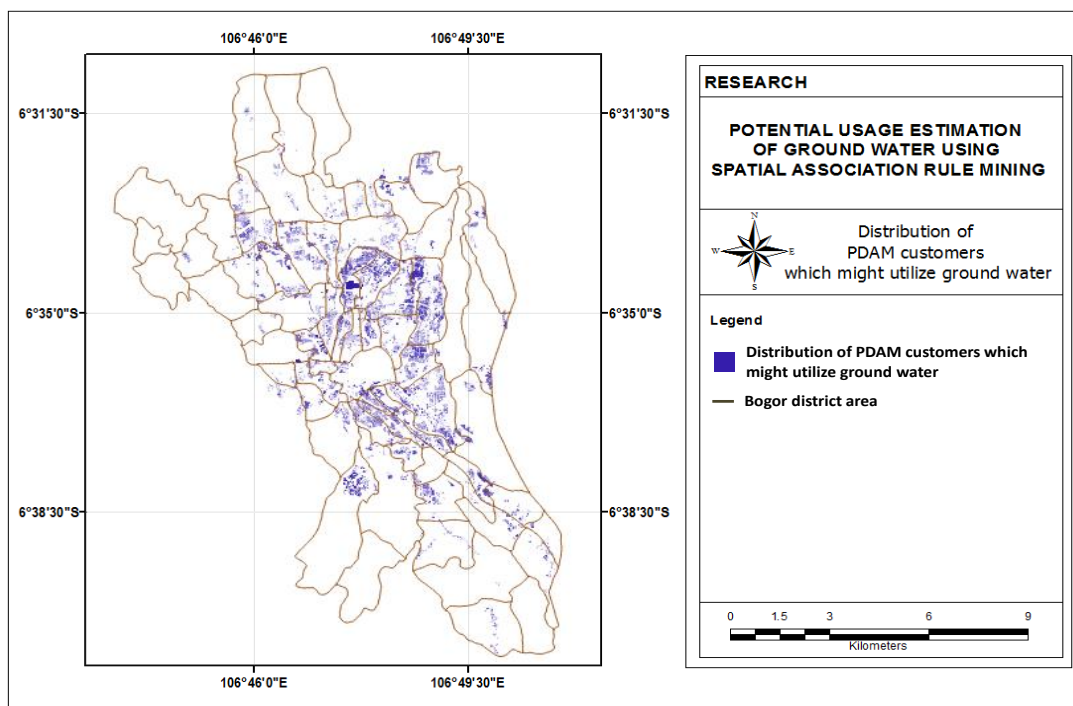 106°46'0"E 106°49'30"E
6°31'30"S 6°31'30"S
6°35'0"S 6°35'0"S
6°38'30"S 6°38'30"S
106°46'0"E 106°49'30"E
RESEARCH
POTENTIAL USAGE ESTIMATION
OF GROUND WATER USING
SPATIAL ASSOCIATION RULE MINING
N
W E
S
Distribution of
PDAM customers
which might utilize ground water
Legend
Distribution of PDAM customers which
might utilize ground water
Bogor district area
0 1.5 3 6 9
Kilometers